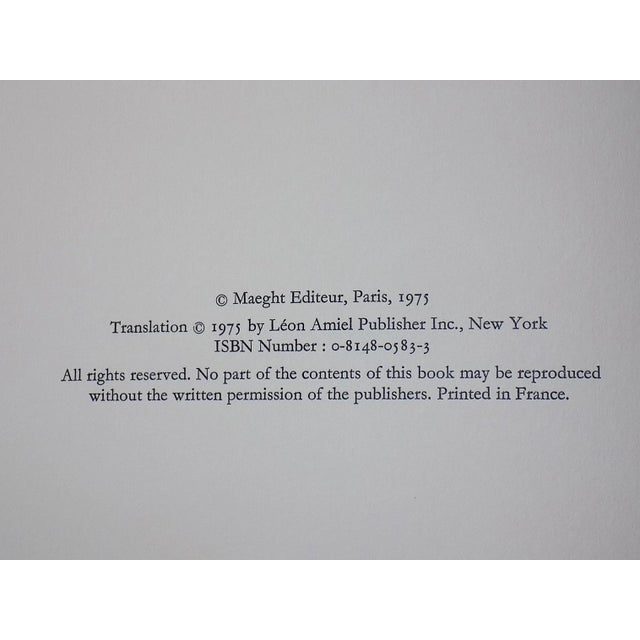 © Maeght Editeur, Paris, 1975
Translation © 1975 by Léon Amiel Publisher Inc., New York
ISBN Number : 0-8148-0583-3
All rights reserved. No part of the contents of this book may be reproduced
without the written permission of the publishers. Printed in France.